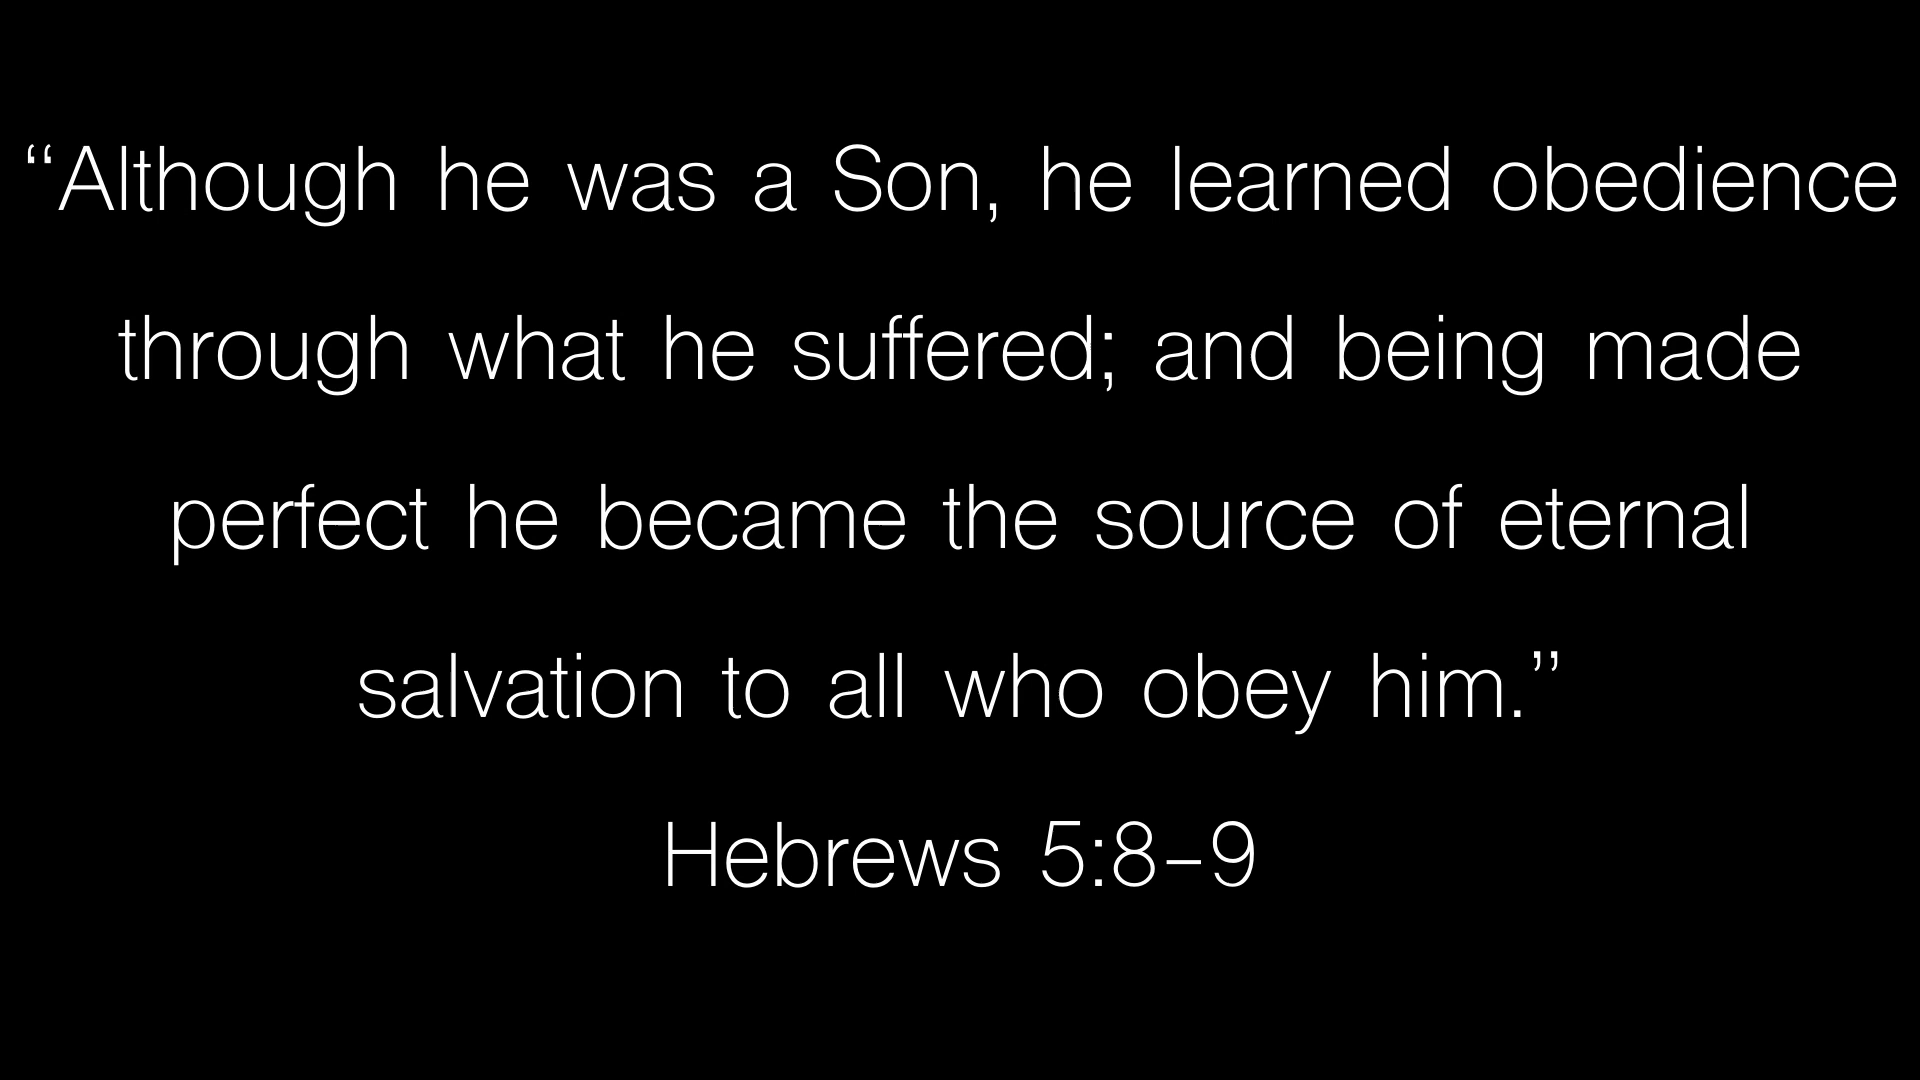 “Although he was a Son, he learned obedience
through what he suffered; and being made
perfect he became the source of eternal
salvation to all who obey him.”
Hebrews 5:8–9